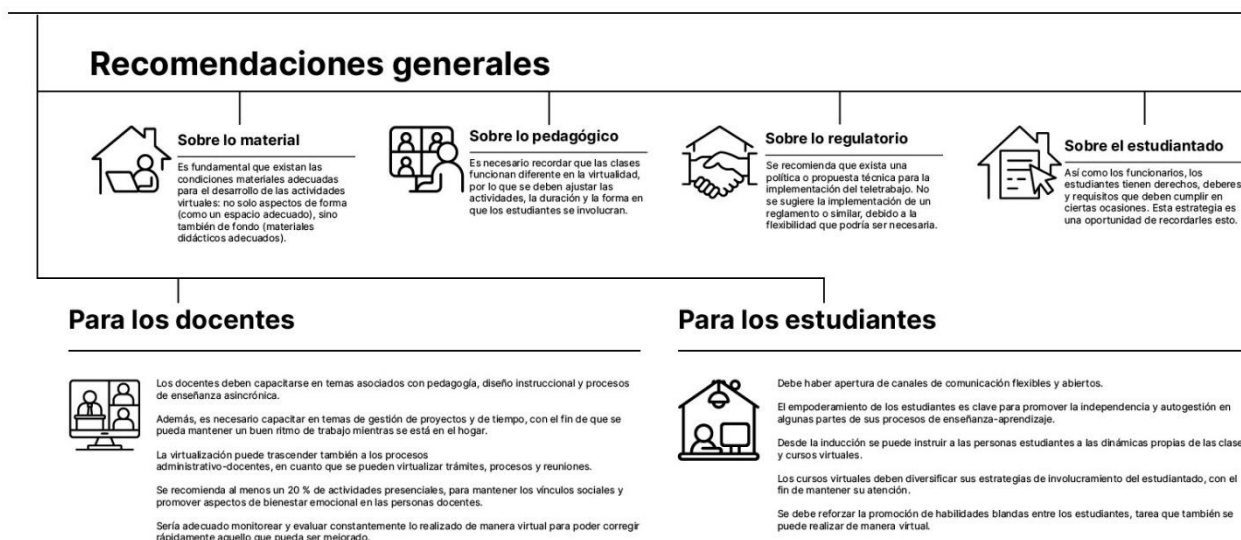 Recomendaciones generales
Sobre lo material
Es fundamental que existan las
condiciones materiales adecuadas
para el desarrollo de las actividades
virtuales: no solo aspectos de forma
(como un espacio adecuado), sino
también de fondo (materiales
didácticos adecuados).
Sobre lo pedagógico
Es necesario recordar que las clases
funcionan diferente en la virtualidad,
por lo que se deben ajustar las
actividades, la duración y la forma en
que los estudiantes se involucran.
Sobre lo regulatorio
Se recomienda que exista una
política o propuesta técnica para la
implementación del teletrabajo. No
se sugiere la implementación de un
reglamento o similar, debido a la
flexibilidad que podría ser necesaria.
Sobre el estudiantado
Así como los funcionarios, los
estudiantes tienen derechos, deberes
y requisitos que deben cumplir en
ciertas ocasiones. Esta estrategia es
una oportunidad de recordarles esto.
Para los docentes
Los docentes deben capacitarse en temas asociados con pedagogía, diseño instruccional y procesos
de enseñanza asincrónica.
Además, es necesario capacitar en temas de gestión de proyectos y de tiempo, con el fin de que se
pueda mantener un buen ritmo de trabajo mientras se está en el hogar.
La virtualización puede trascender también a los procesos
administrativo-docentes, en cuanto que se pueden virtualizar trámites, procesos y reuniones.
Se recomienda al menos un 20 % de actividades presenciales, para mantener los vínculos sociales y
promover aspectos de bienestar emocional en las personas docentes.
Sería adecuado monitorear y evaluar constantemente lo realizado de manera virtual para poder corregir
rápidamente aquello que pueda ser mejorado.
Para los estudiantes
Debe haber apertura de canales de comunicación flexibles y abiertos.
El empoderamiento de los estudiantes es clave para promover la independencia y autogestión en
algunas partes de sus procesos de enseñanza-aprendizaje.
Desde la inducción se puede instruir a las personas estudiantes a las dinámicas propias de las clase
y cursos virtuales.
Los cursos virtuales deben diversificar sus estrategias de involucramiento del estudiantado, con el
fin de mantener su atención.
Se debe reforzar la promoción de habilidades blandas entre los estudiantes, tarea que también se
puede realizar de manera virtual.